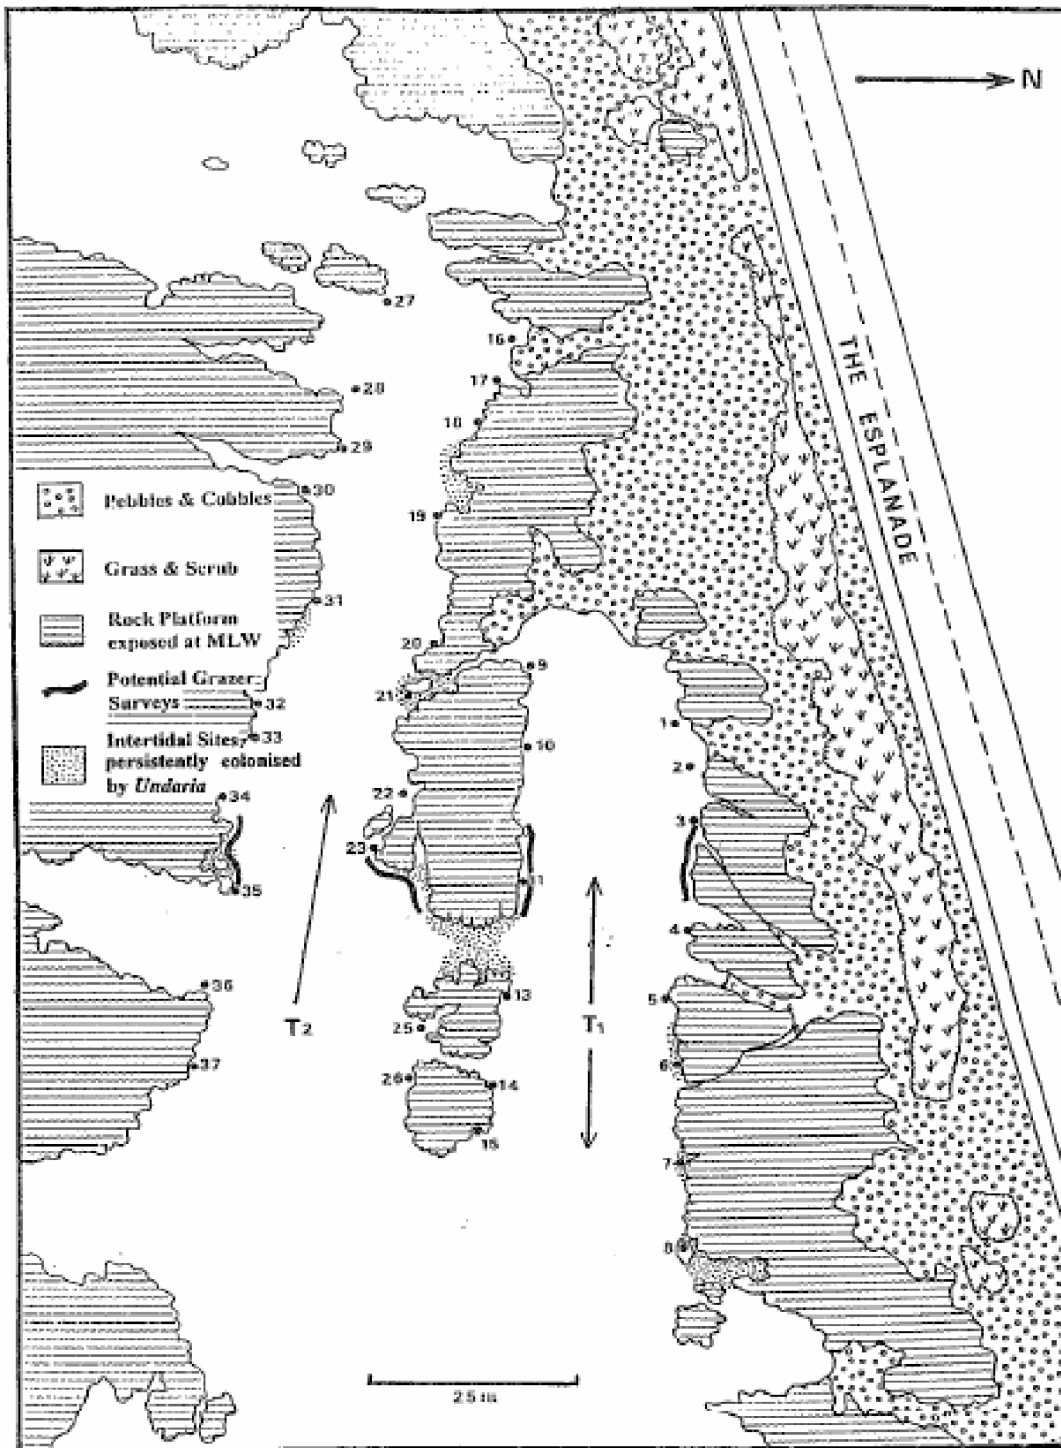 N
27
16
17
28
18
29
THE ESPLANADE
Pebbles & Cobbles
30
19
Grass & Scrub
31
Rock Platform
exposed at MLW
20
9
Potential Grazer
Surveys
21
32
1
Intertidal Sites,
persistently colonised
by Undaria
33
10
2
34
22
3
23
35
11
4
36
13
5
T2
25
T1
37
26
14
6
15
7
8
25 m